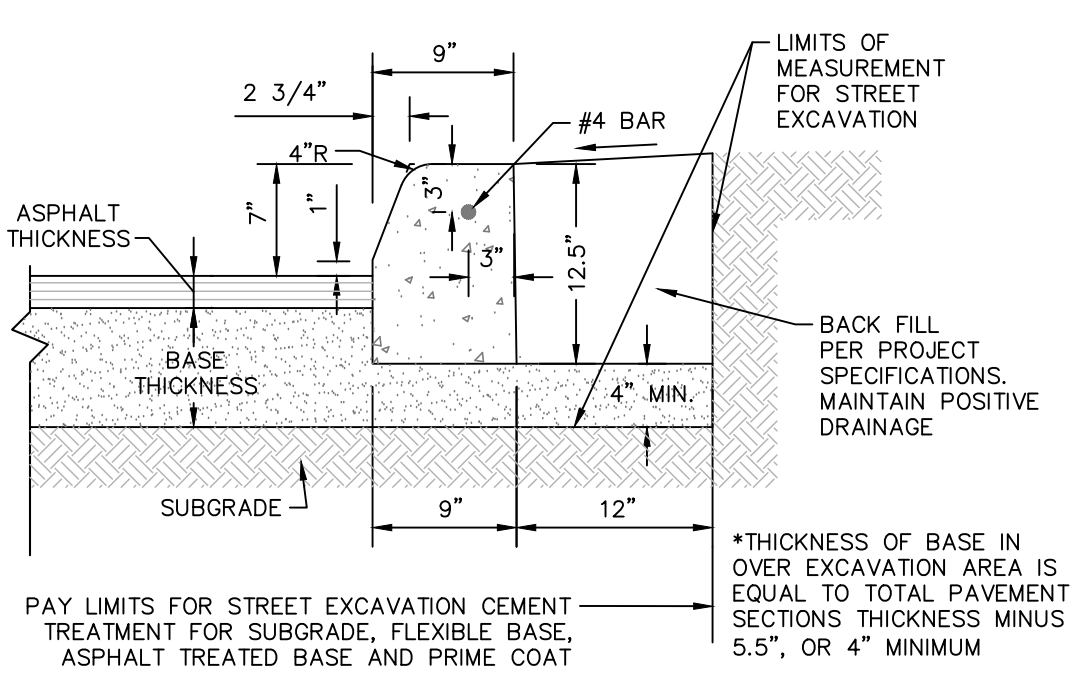 9”
2 3/4”
#4 BAR
LIMITS OF
MEASUREMENT
FOR STREET
EXCAVATION
4”R
3”
7”
1”
ASPHALT
THICKNESS
3”
12.5”
BACK FILL
PER PROJECT
SPECIFICATIONS.
MAINTAIN POSITIVE
DRAINAGE
BASE
THICKNESS
4” MIN.
SUBGRADE
9”
12”
*THICKNESS OF BASE IN
OVER EXCAVATION AREA IS
EQUAL TO TOTAL PAVEMENT
SECTIONS THICKNESS MINUS
5.5”, OR 4” MINIMUM
PAY LIMITS FOR STREET EXCAVATION CEMENT
TREATMENT FOR SUBGRADE, FLEXIBLE BASE,
ASPHALT TREATED BASE AND PRIME COAT